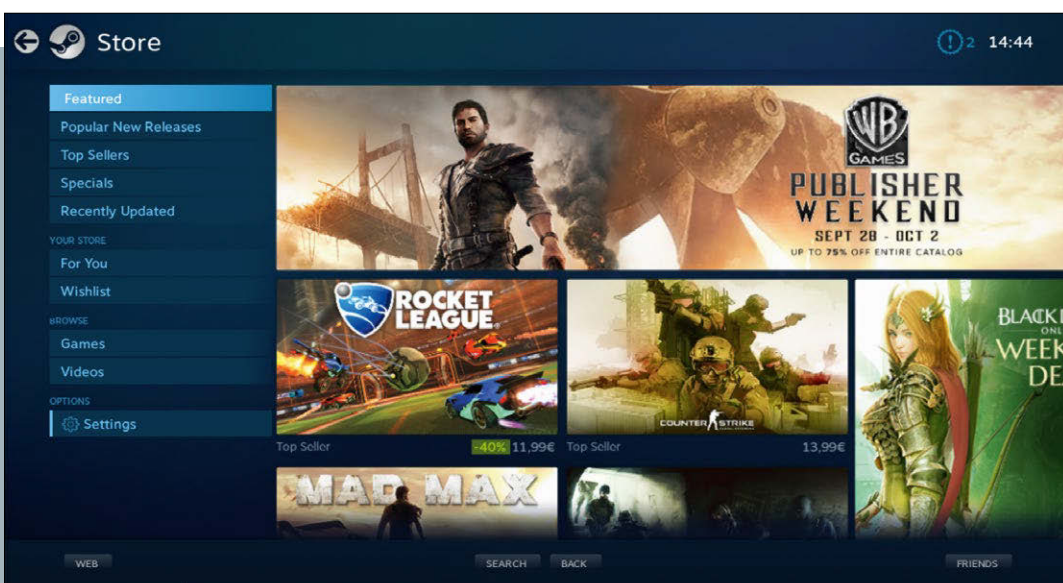 Store
2 14:44
Featured
Popular New Releases
Top Sellers
Specials
Recently Updated
YOUR STORE
For You
Wishlist
BROWSE
Games
Videos
OPTIONS
Settings
WB
GAMES
PUBLISHER
WEEKEND
SEPT 28 - OCT 2
UP TO 75% OFF ENTIRE CATALOG
ROCKET
LEAGUE
Top Seller -40% 11,99€
COUNTER STRIKE
Top Seller 13,99€
MAD MAX
WEB SEARCH BACK FRIENDS